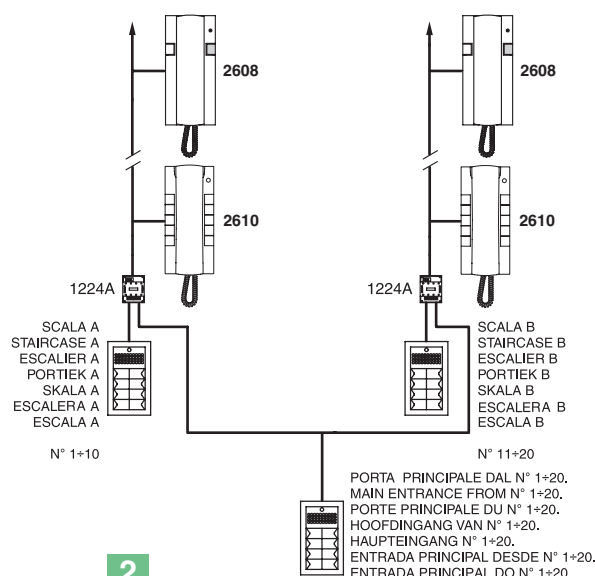 2608
2608
2610
2610
1224A
1224A
SCALA A
STAIRCASE A
ESCALIER A
PORTIEK A
SKALA A
ESCALERA A
ESCALA A
N° 1÷10
SCALA B
STAIRCASE B
ESCALIER B
PORTIEK B
SKALA B
ESCALERA B
ESCALA B
N° 11÷20
PORTA PRINCIPALE DAL N° 1÷20.
MAIN ENTRANCE FROM N° 1÷20.
PORTE PRINCIPALE DU N° 1÷20.
HOOFDINGANG VAN N° 1÷20.
HAUPTEINGANG N° 1÷20.
ENTRADA PRINCIPAL DESDE N° 1÷20.
ENTRADA PRINCIPAL DO N° 1÷20.
2